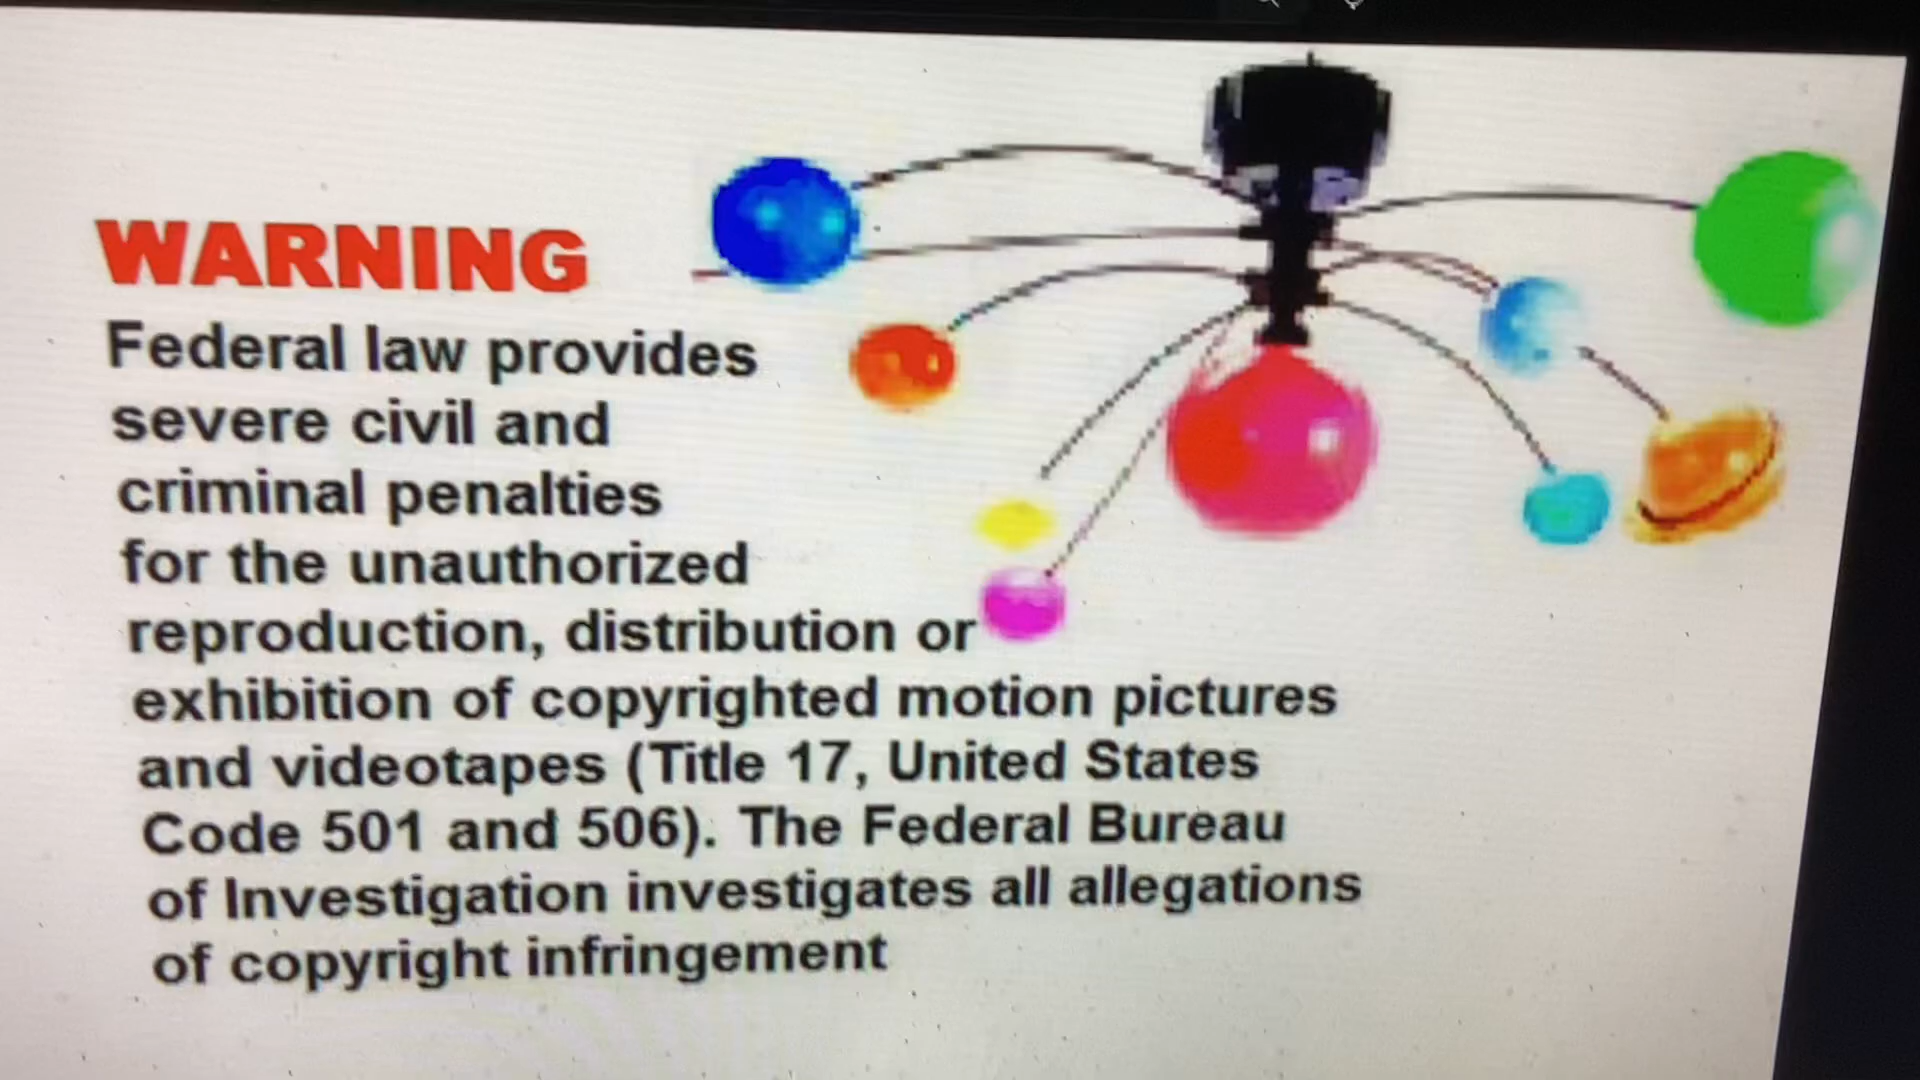 WARNING
Federal law provides
severe civil and
criminal penalties
for the unauthorized
reproduction, distribution or
exhibition of copyrighted motion pictures
and videotapes (Title 17, United States
Code 501 and 506). The Federal Bureau
of Investigation investigates all allegations
of copyright infringement